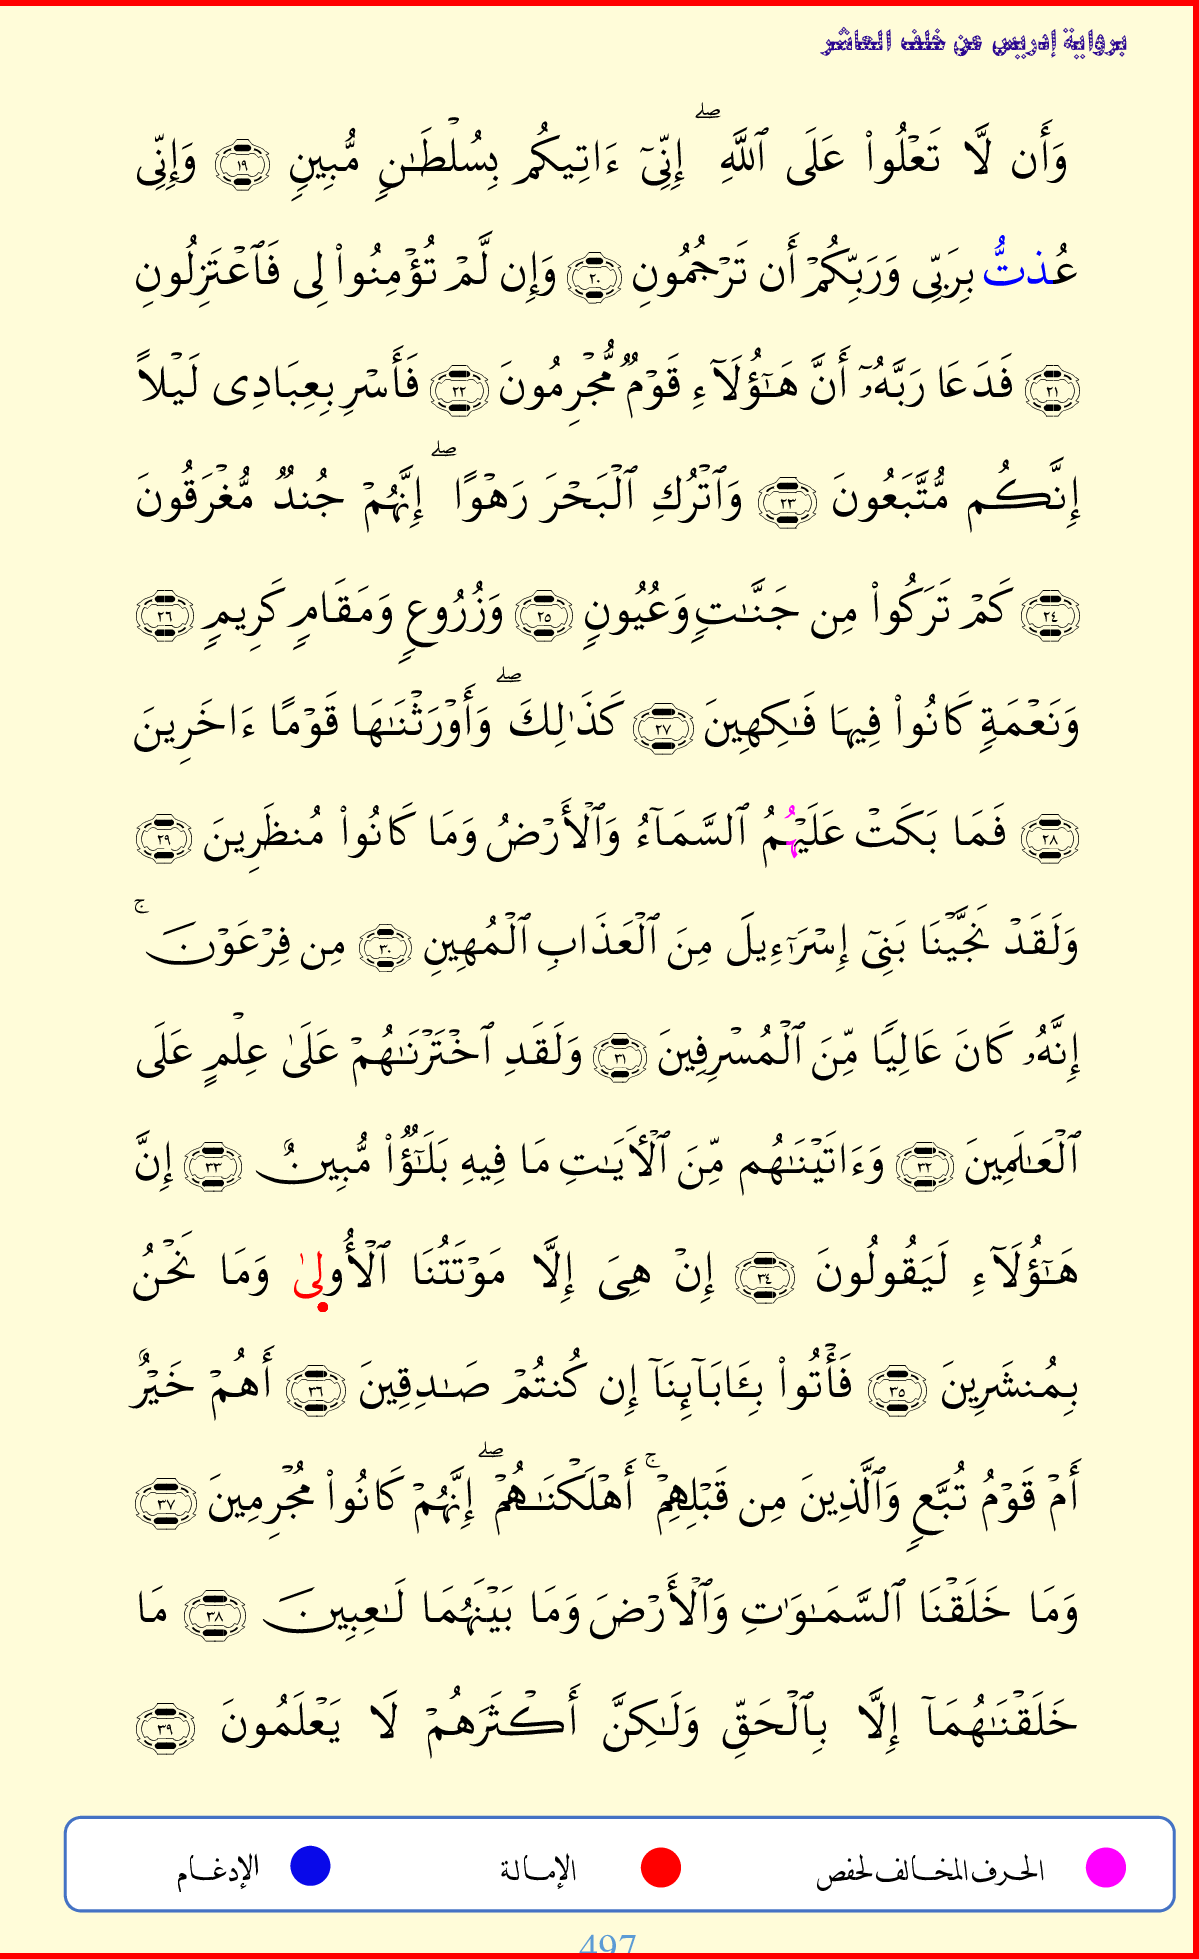 برواية إدريس عن خلف العاشر
وَأَن لَّا تَعْلُوا۟ عَلَى ٱللَّهِ ۖ إِنِّىٓ ءَاتِيكُم بِسُلْطَـٰنٍ مُّبِينٍ ١٩ وَإِنِّى
عُذتُّ بِرَبِّى وَرَبِّكُمْ أَن تَرْجُمُونِ ٢٠ وَإِن لَّمْ تُؤْمِنُوا۟ لِى فَٱعْتَزِلُونِ
٢١ فَدَعَا رَبَّهُۥٓ أَنَّ هَـٰٓؤُلَآءِ قَوْمٌ مُّجْرِمُونَ ٢٢ فَأَسْرِ بِعِبَادِى لَيْلًا
إِنَّكُم مُّتَّبَعُونَ ٢٣ وَٱتْرُكِ ٱلْبَحْرَ رَهْوًا ۖ إِنَّهُمْ جُندٌ مُّغْرَقُونَ
٢٤ كَمْ تَرَكُوا۟ مِن جَنَّـٰتٍ وَعُيُونٍ ٢٥ وَزُرُوعٍ وَمَقَامٍ كَرِيمٍ ٢٦
وَنَعْمَةٍ كَانُوا۟ فِيهَا فَـٰكِهِينَ ٢٧ كَذَٰلِكَ ۖ وَأَوْرَثْنَـٰهَا قَوْمًا ءَاخَرِينَ
٢٨ فَمَا بَكَتْ عَلَيْهُمُ ٱلسَّمَآءُ وَٱلْأَرْضُ وَمَا كَانُوا۟ مُنظَرِينَ ٢٩
وَلَقَدْ نَجَّيْنَا بَنِىٓ إِسْرَٰٓءِيلَ مِنَ ٱلْعَذَابِ ٱلْمُهِينِ ٣٠ مِن فِرْعَوْنَ ۚ
إِنَّهُۥ كَانَ عَالِيًا مِّنَ ٱلْمُسْرِفِينَ ٣١ وَلَقَدِ ٱخْتَرْنَـٰهُمْ عَلَىٰ عِلْمٍ عَلَى
ٱلْعَـٰلَمِينَ ٣٢ وَءَاتَيْنَـٰهُم مِّنَ ٱلْأَيَـٰتِ مَا فِيهِ بَلَـٰٓؤٌا۟ مُّبِينٌ ٣٣ إِنَّ
هَـٰٓؤُلَآءِ لَيَقُولُونَ ٣٤ إِنْ هِىَ إِلَّا مَوْتَتُنَا ٱلْأُولِىٰ وَمَا نَحْنُ
بِمُنشَرِينَ ٣٥ فَأْتُوا۟ بِـَٔابَآئِنَآ إِن كُنتُمْ صَـٰدِقِينَ ٣٦ أَهُمْ خَيْرٌ
أَمْ قَوْمُ تُبَّعٍ وَٱلَّذِينَ مِن قَبْلِهِمْ ۚ أَهْلَكْنَـٰهُمْ ۖ إِنَّهُمْ كَانُوا۟ مُجْرِمِينَ ٣٧
وَمَا خَلَقْنَا ٱلسَّمَـٰوَٰتِ وَٱلْأَرْضَ وَمَا بَيْنَهُمَا لَـٰعِبِينَ ٣٨ مَا
خَلَقْنَـٰهُمَآ إِلَّا بِٱلْحَقِّ وَلَـٰكِنَّ أَكْثَرَهُمْ لَا يَعْلَمُونَ ٣٩
الحرف المخالف لحفص الإمالة الإدغام
497